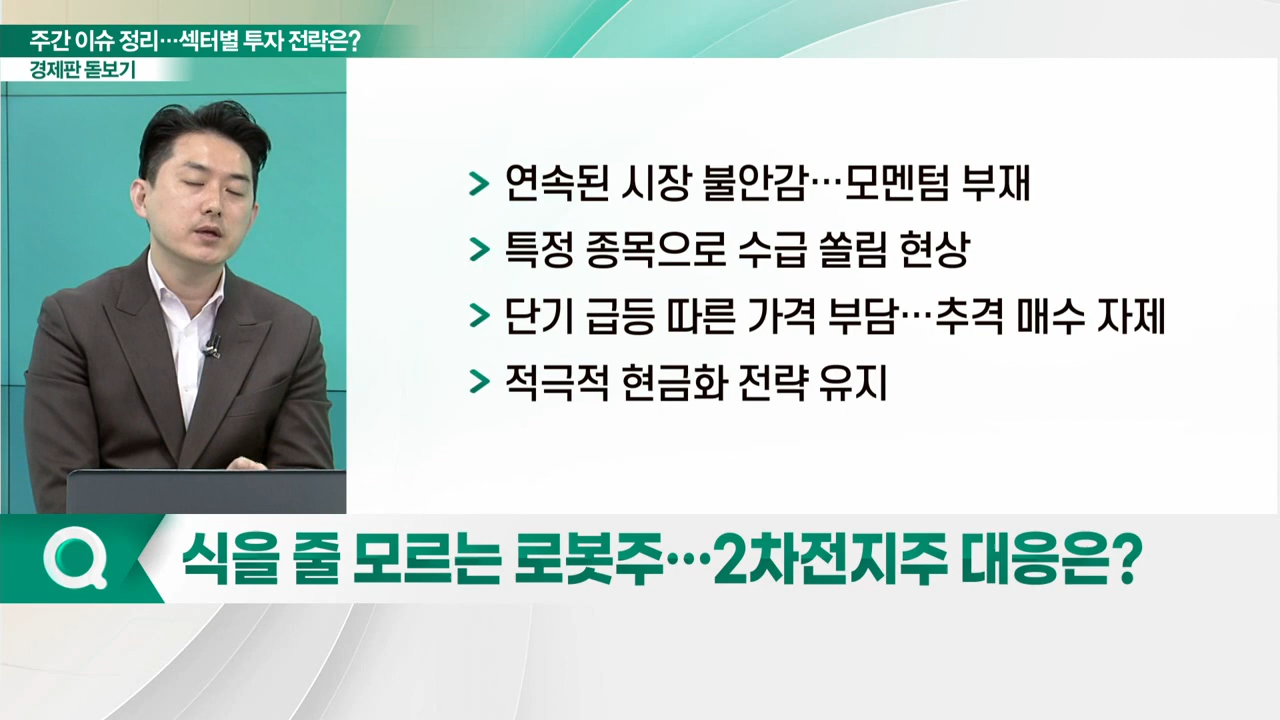 주간 이슈 정리…섹터별 투자 전략은?
경제판 돋보기
> 연속된 시장 불안감…모멘텀 부재
> 특정 종목으로 수급 쏠림 현상
> 단기 급등 따른 가격 부담…추격 매수 자제
> 적극적 현금화 전략 유지
Q 식을 줄 모르는 로봇주…2차전지주 대응은?